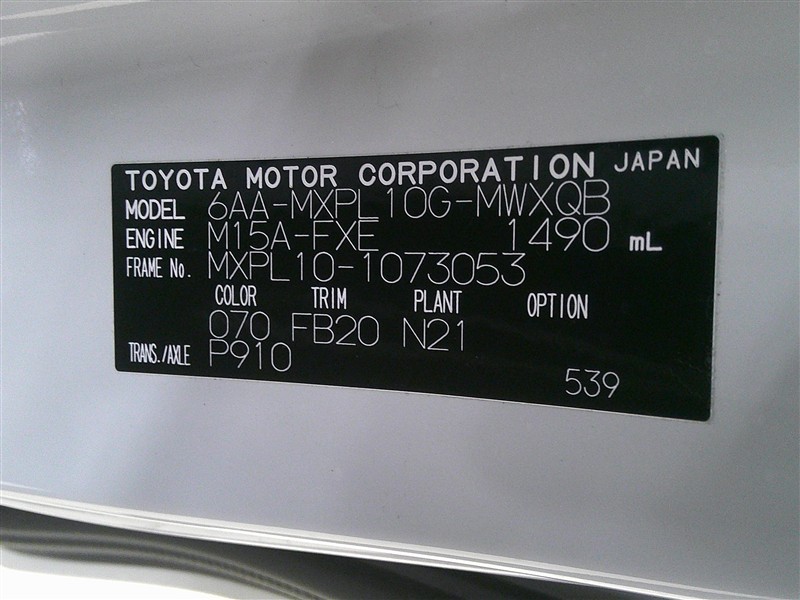 TOYOTA MOTOR CORPORATION JAPAN
MODEL 6AA-MXPL10G-MWXQB
ENGINE M15A-FXE 1490 mL
FRAME No. MXPL10-1073053
COLOR TRIM PLANT OPTION
070 FB20 N21
TRANS./AXLE P910
539